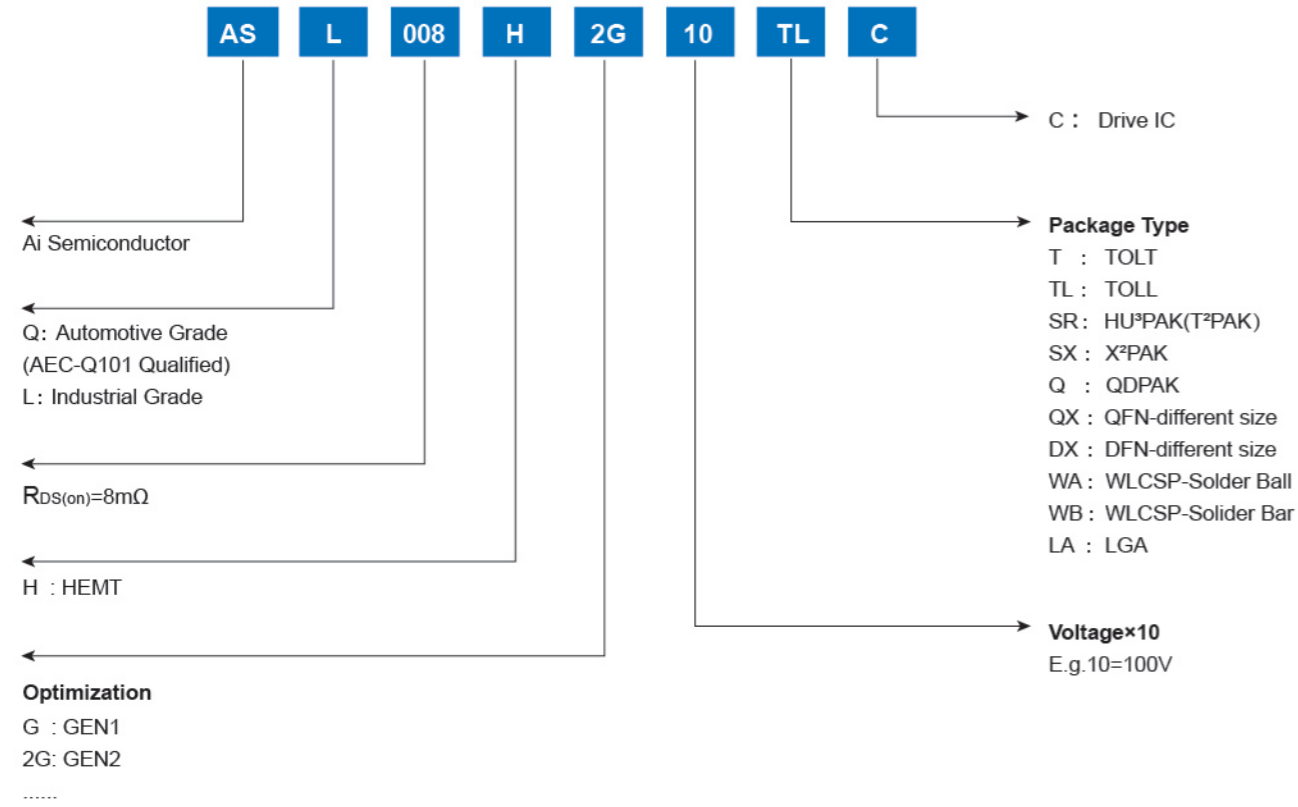 AS L 008 H 2G 10 TL C
C： Drive IC
Ai Semiconductor
Q: Automotive Grade
(AEC-Q101 Qualified)
L: Industrial Grade
RDS(on)=8mΩ
H : HEMT
Optimization
G : GEN1
2G: GEN2
......
Package Type
T : TOLT
TL : TOLL
SR : HU³PAK(T²PAK)
SX : X²PAK
Q : QDPAK
QX : QFN-different size
DX : DFN-different size
WA : WLCSP-Solder Ball
WB : WLCSP-Solider Bar
LA : LGA
Voltage×10
E.g.10=100V